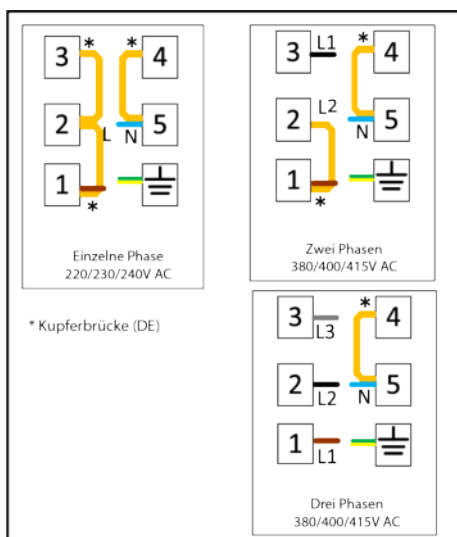 3 * * 4
2 L N 5
1 *
Einzelne Phase
220/230/240V AC
3 L1 * 4
2 L2 N 5
1 *
Zwei Phasen
380/400/415V AC
* Kupferbrücke (DE)
3 L3 * 4
2 L2 N 5
1 L1
Drei Phasen
380/400/415V AC